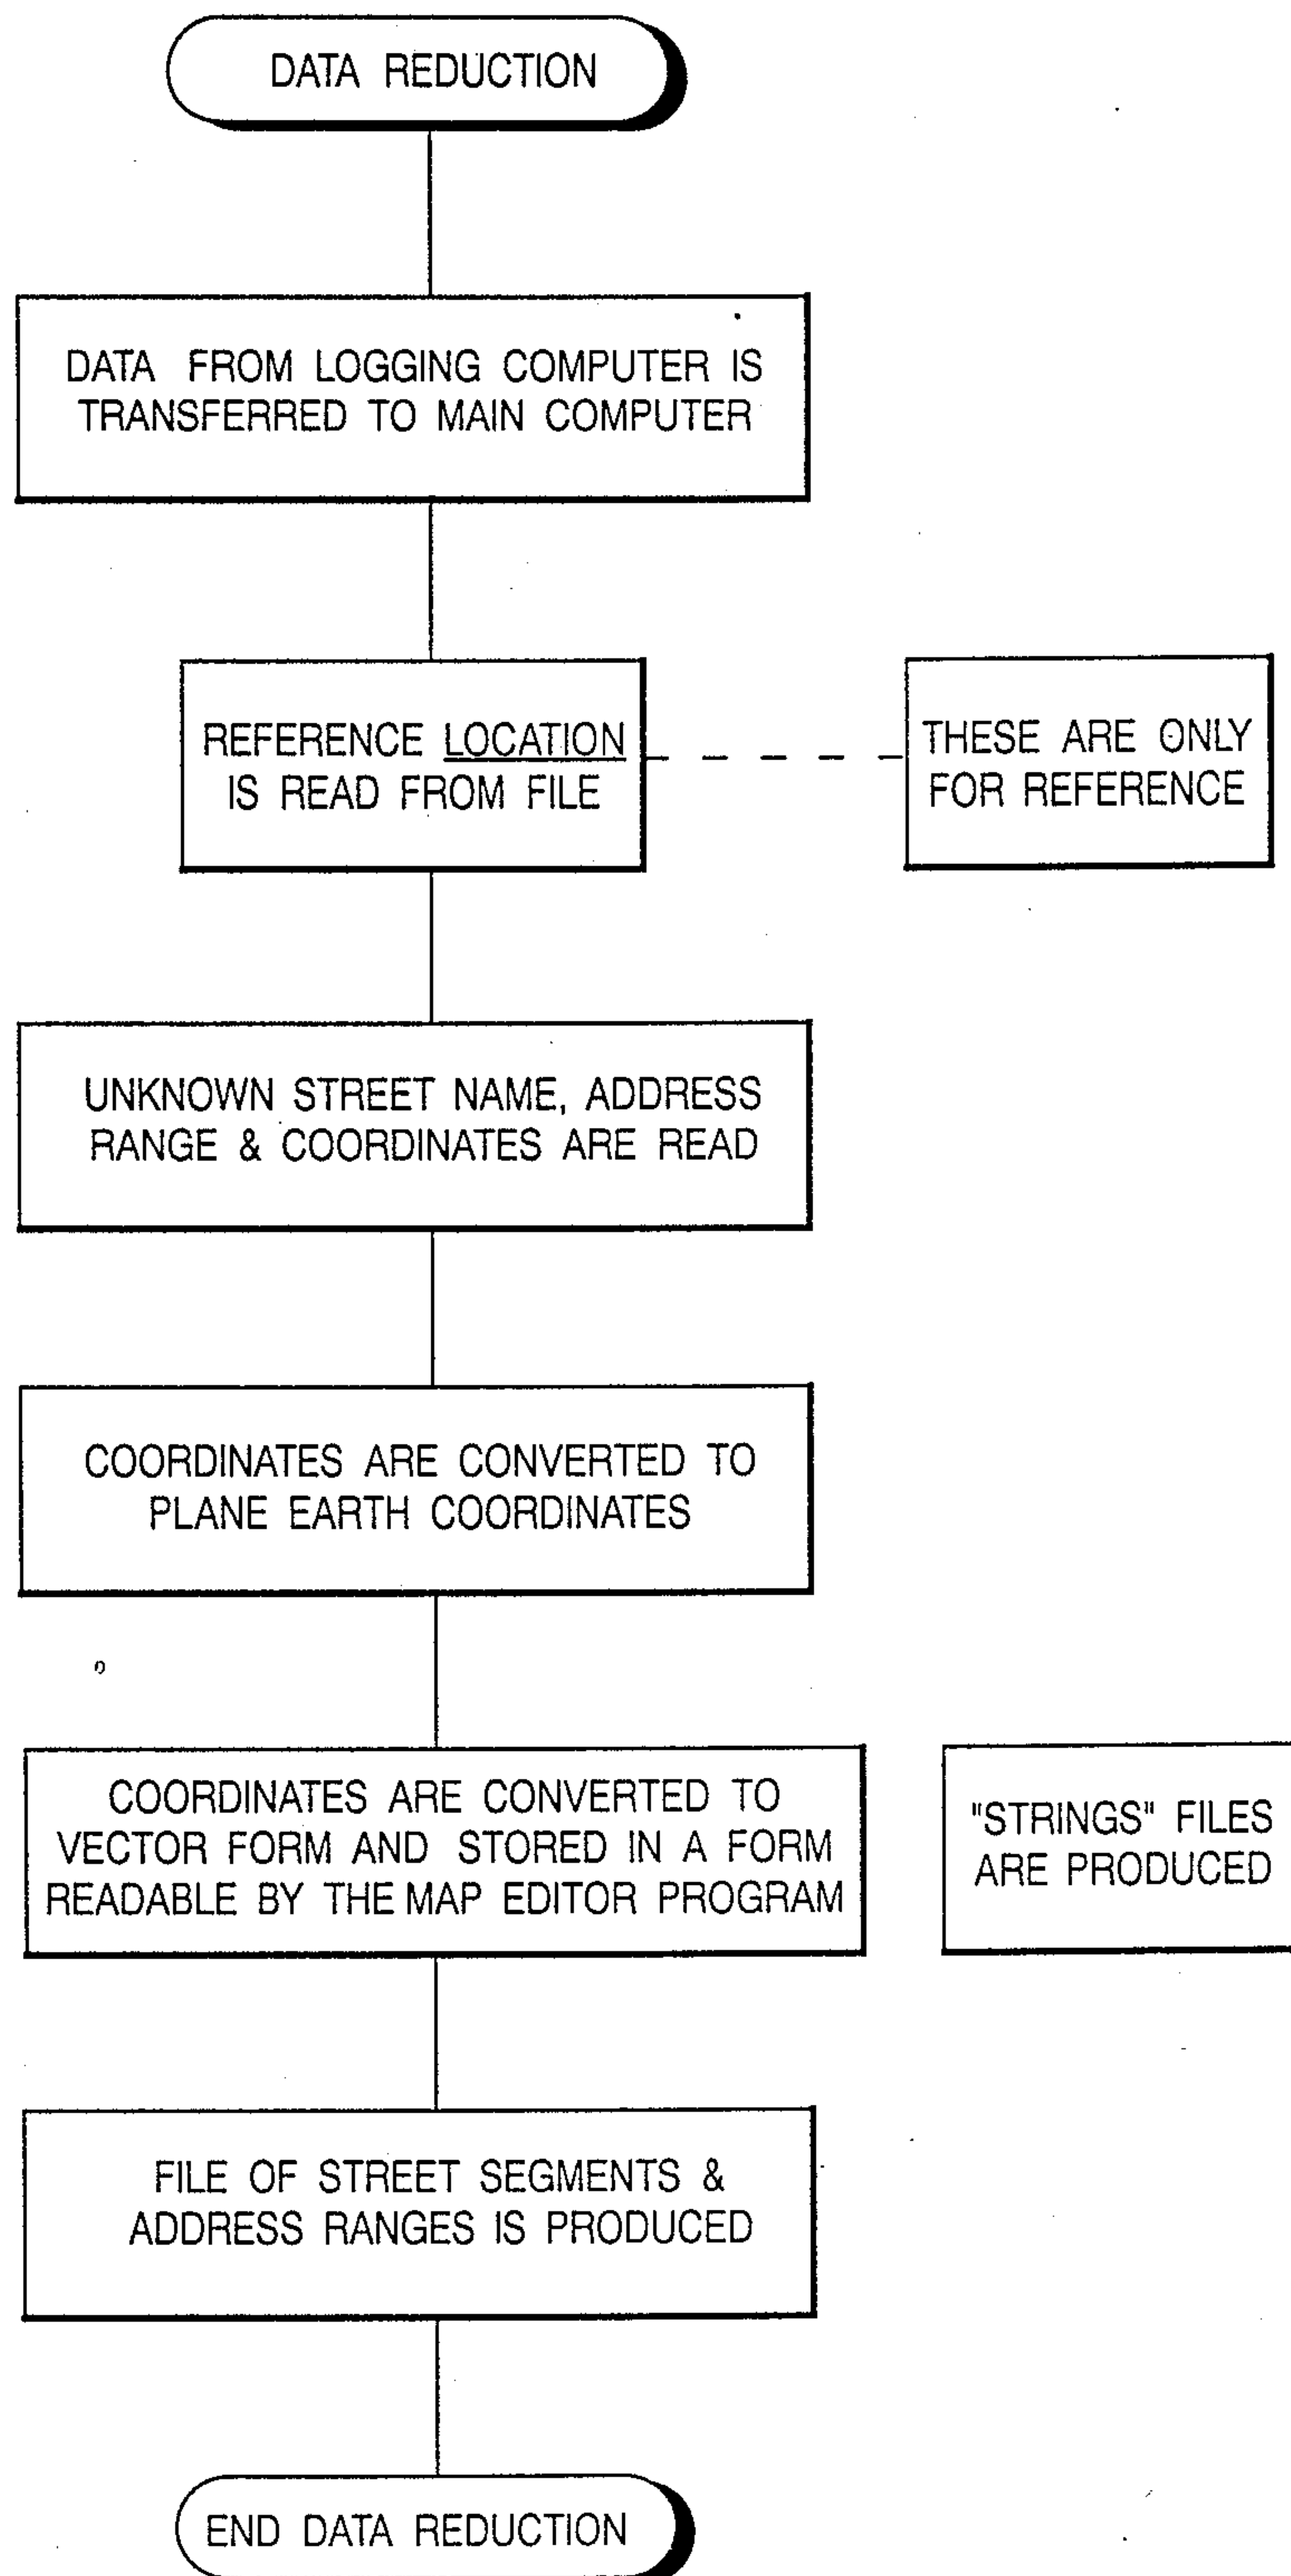 DATA REDUCTION
DATA FROM LOGGING COMPUTER IS
TRANSFERRED TO MAIN COMPUTER
REFERENCE LOCATION
IS READ FROM FILE
THESE ARE ONLY
FOR REFERENCE
UNKNOWN STREET NAME, ADDRESS
RANGE & COORDINATES ARE READ
COORDINATES ARE CONVERTED TO
PLANE EARTH COORDINATES
COORDINATES ARE CONVERTED TO
VECTOR FORM AND STORED IN A FORM
READABLE BY THE MAP EDITOR PROGRAM
"STRINGS" FILES
ARE PRODUCED
FILE OF STREET SEGMENTS &
ADDRESS RANGES IS PRODUCED
END DATA REDUCTION